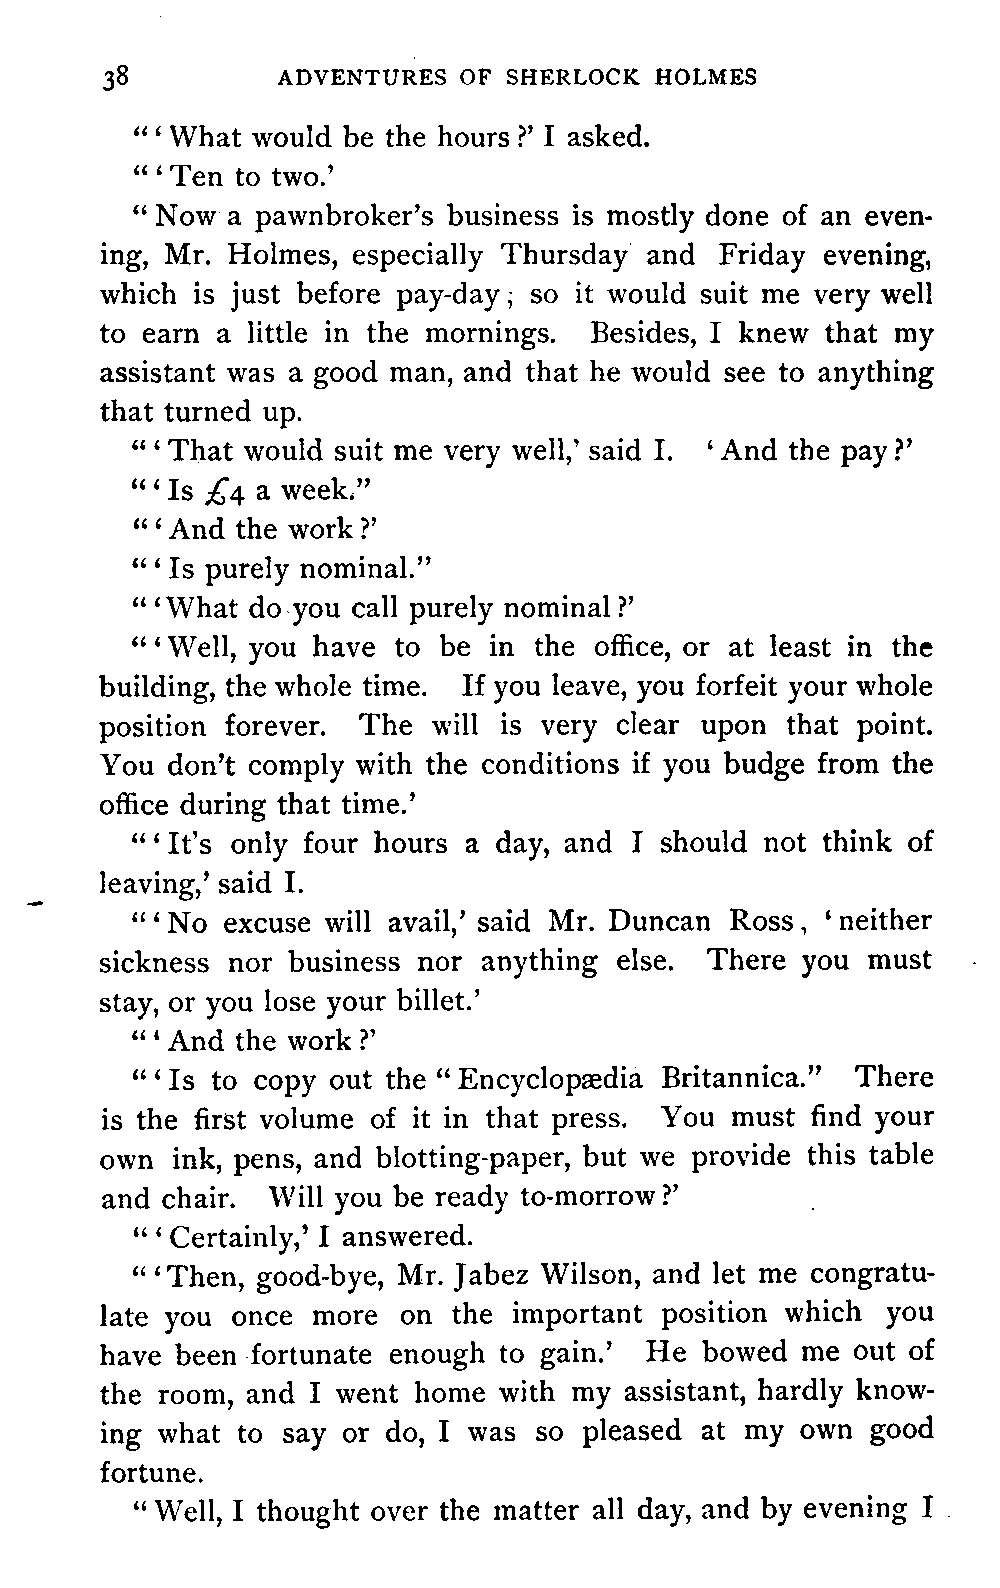 38 ADVENTURES OF SHERLOCK HOLMES
“‘What would be the hours?’ I asked.
“‘Ten to two.’
“Now a pawnbroker’s business is mostly done of an even-
ing, Mr. Holmes, especially Thursday and Friday evening,
which is just before pay-day; so it would suit me very well
to earn a little in the mornings. Besides, I knew that my
assistant was a good man, and that he would see to anything
that turned up.
“‘That would suit me very well,’ said I. ‘And the pay?’
“‘Is £4 a week.”
“‘And the work?’
“‘Is purely nominal.”
“‘What do you call purely nominal?’
“‘Well, you have to be in the office, or at least in the
building, the whole time. If you leave, you forfeit your whole
position forever. The will is very clear upon that point.
You don’t comply with the conditions if you budge from the
office during that time.’
“‘It’s only four hours a day, and I should not think of
leaving,’ said I.
“‘No excuse will avail,’ said Mr. Duncan Ross, ‘neither
sickness nor business nor anything else. There you must
stay, or you lose your billet.’
“‘And the work?’
“‘Is to copy out the “Encyclopædia Britannica.” There
is the first volume of it in that press. You must find your
own ink, pens, and blotting-paper, but we provide this table
and chair. Will you be ready to-morrow?’
“‘Certainly,’ I answered.
“‘Then, good-bye, Mr. Jabez Wilson, and let me congratu-
late you once more on the important position which you
have been fortunate enough to gain.’ He bowed me out of
the room, and I went home with my assistant, hardly know-
ing what to say or do, I was so pleased at my own good
fortune.
“Well, I thought over the matter all day, and by evening I